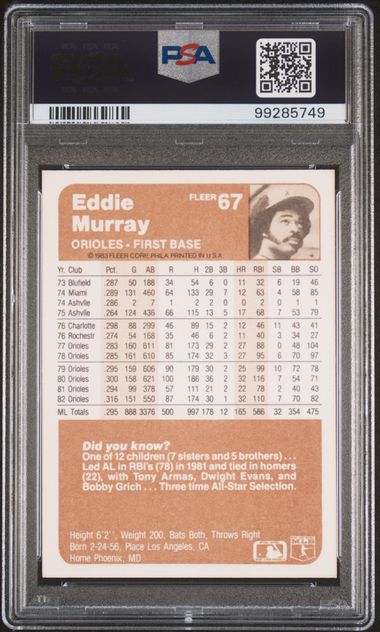 PSA
99285749
Eddie
Murray
FLEER 67
ORIOLES • FIRST BASE
© 1983 FLEER CORP., PHILA. PRINTED IN U.S.A.
Yr. Club Pct. G AB R H 2B 3B HR RBI SB BB SO
73 Blufield .287 50 188 34 54 6 0 11 32 6 19 46
74 Miami .289 131 460 64 133 29 7 12 63 4 58 85
74 Ashvlle .286 2 7 1 2 2 0 0 2
75 Ashvlle .264 124 436 66 115 13 5 17 68 7 53 79
76 Charlotte .298 88 299 46 89 15 2 12 46 11 43 41
76 Rochestr .274 54 168 35 46 6 2 11 40 3 34 27
77 Orioles .283 160 611 81 173 29 2 27 88 0 48 104
78 Orioles .285 161 610 85 174 32 3 27 95 6 70 97
79 Orioles .295 159 606 90 179 30 2 25 99 10 72 78
80 Orioles .300 158 621 100 186 36 2 32 116 7 54 71
81 Orioles .294 99 378 57 111 21 2 22 78 2 40 43
82 Orioles .316 151 550 87 174 30 1 32 110 7 70 82
ML Totals .295 888 3376 500 997 178 12 165 586 32 354 475
Did you know?
One of 12 children (7 sisters and 5 brothers) . . .
Led AL in RBI's (78) in 1981 and tied in homers
(22), with Tony Armas, Dwight Evans, and
Bobby Grich . . . Three time All-Star Selection.
Height 6'2'', Weight 200, Bats Both, Throws Right
Born 2-24-56, Place Los Angeles, CA
Home Phoenix, MD